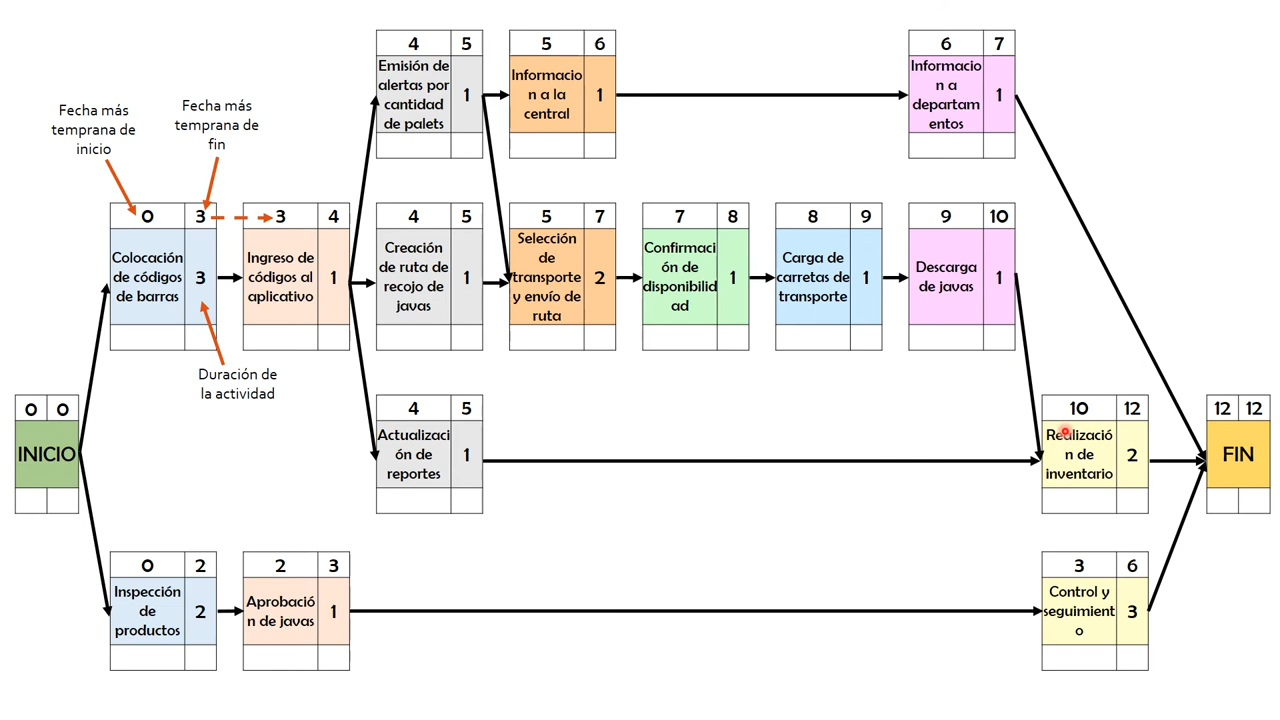 4 5
Emisión de
alertas por
cantidad
de palets
1
5 6
Informacio
n a la
central
1
6 7
Informacio
n a
departam
entos
1
Fecha más
temprana de
inicio
Fecha más
temprana de
fin
0 3
Colocación
de códigos
de barras
3
3 4
Ingreso de
códigos al
aplicativo
1
4 5
Creación
de ruta de
recojo de
javas
1
5 7
Selección
de
transporte
y envío de
ruta
2
7 8
Confirmaci
ón de
disponibilid
ad
1
8 9
Carga de
carretas de
transporte
1
9 10
Descarga
de javas
1
Duración de
la actividad
0 0
INICIO
4 5
Actualizaci
ón de
reportes
1
10 12
Realizació
n de
inventario
2
12 12
FIN
0 2
Inspección
de
productos
2
2 3
Aprobació
n de javas
1
3 6
Control y
seguimient
o
3